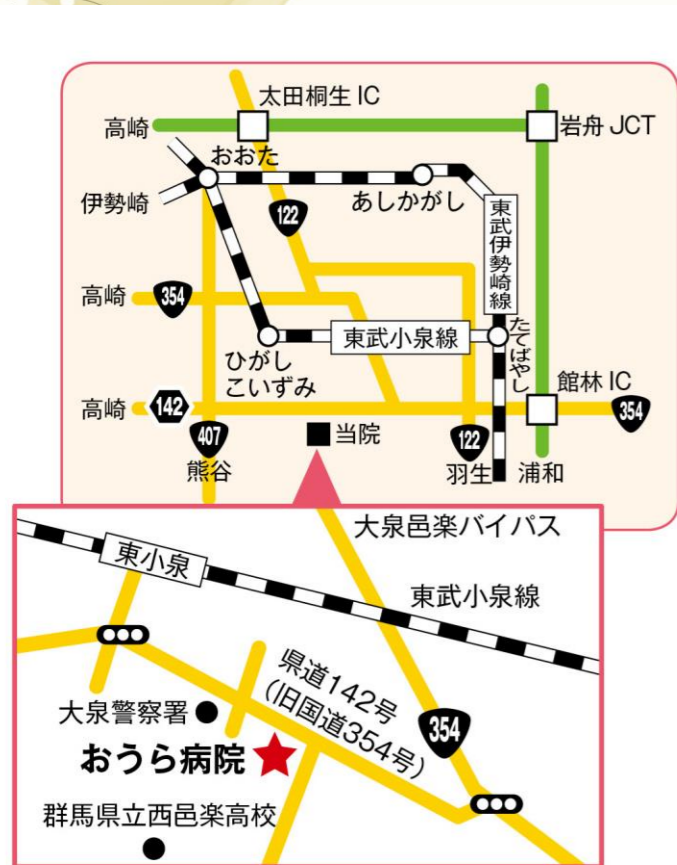 太田桐生 IC
高崎
岩舟 JCT
おおた
伊勢崎
122
あしかがし
東武伊勢崎線
高崎
354
ひがし
こいずみ
東武小泉線
たてばやし
館林 IC
高崎
142
354
407
熊谷
当院
122
羽生
浦和
大泉邑楽バイパス
東小泉
東武小泉線
県道142号
(旧国道354号)
354
大泉警察署
おうら病院
群馬県立西邑楽高校